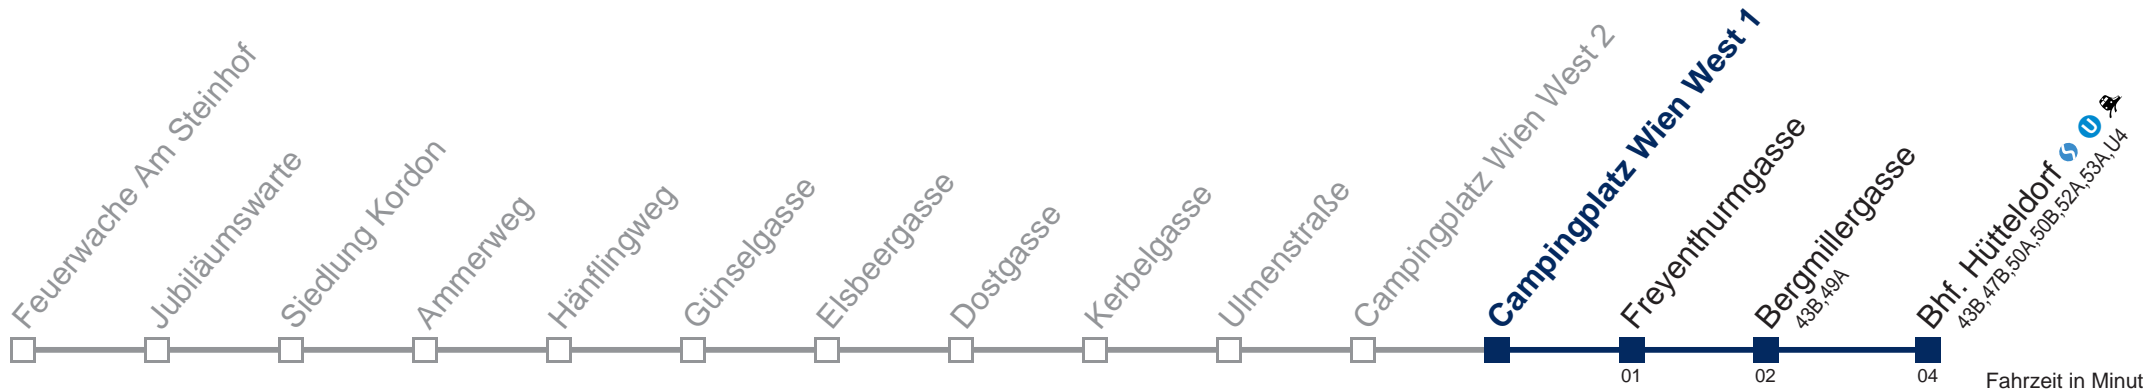 Feuerwache Am Steinhof
Jubiläumswarte
Siedlung Kordon
Ammerweg
Hänflingweg
Günselgasse
Elsbeergasse
Dostgasse
Kerbelgasse
Ulmenstraße
Campingplatz Wien West 2
Campingplatz Wien West 1
Freyenthurmgasse
Bergmillergasse
43B,49A
Bhf. Hütteldorf S U
43B,47B,50A,50B,52A,53A,U4
01
02
04
Fahrzeit in Minut